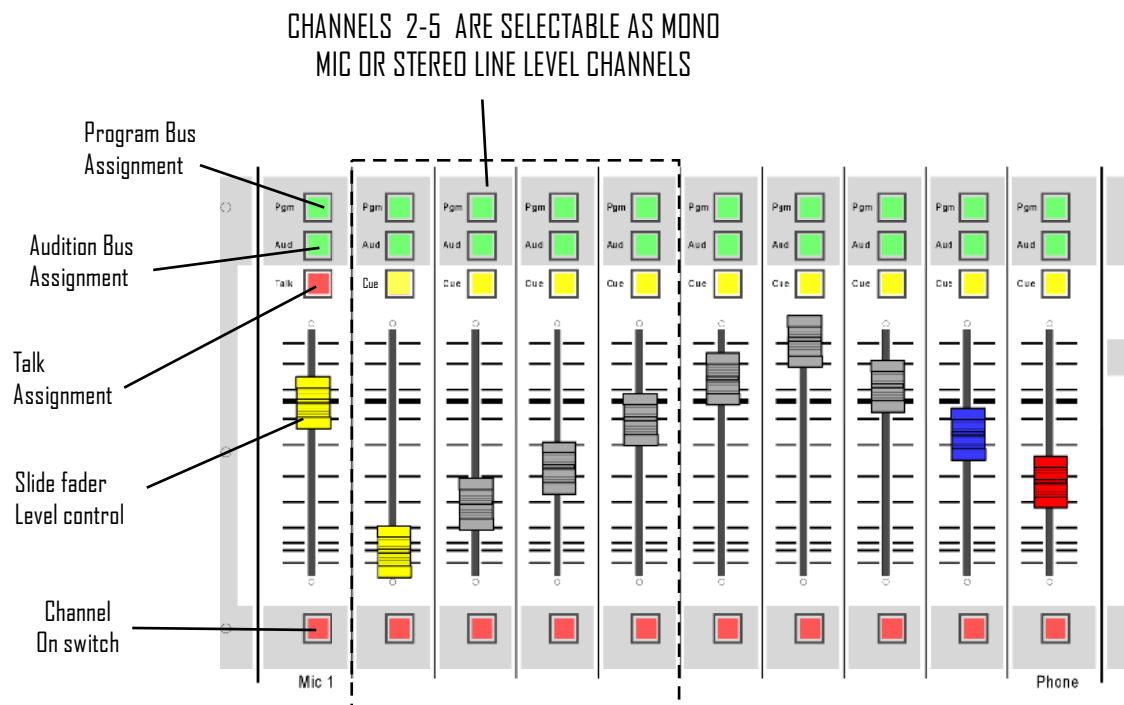 CHANNELS 2-5 ARE SELECTABLE AS MONO
MIC OR STEREO LINE LEVEL CHANNELS
Program Bus
Assignment
Audition Bus
Assignment
Talk
Assignment
Slide fader
Level control
Channel
On switch
Pgm Pgm Pgm Pgm Pgm Pgm Pgm Pgm Pgm Pgm
Aud Aud Aud Aud Aud Aud Aud Aud Aud Aud
Talk Cue Cue Cue Cue Cue Cue Cue Cue Cue
Mic 1 Phone